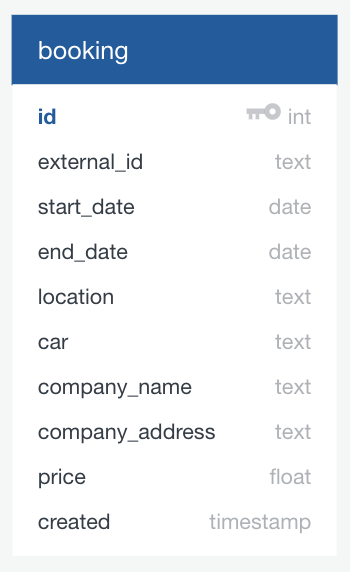 booking
id int
external_id text
start_date date
end_date date
location text
car text
company_name text
company_address text
price float
created timestamp